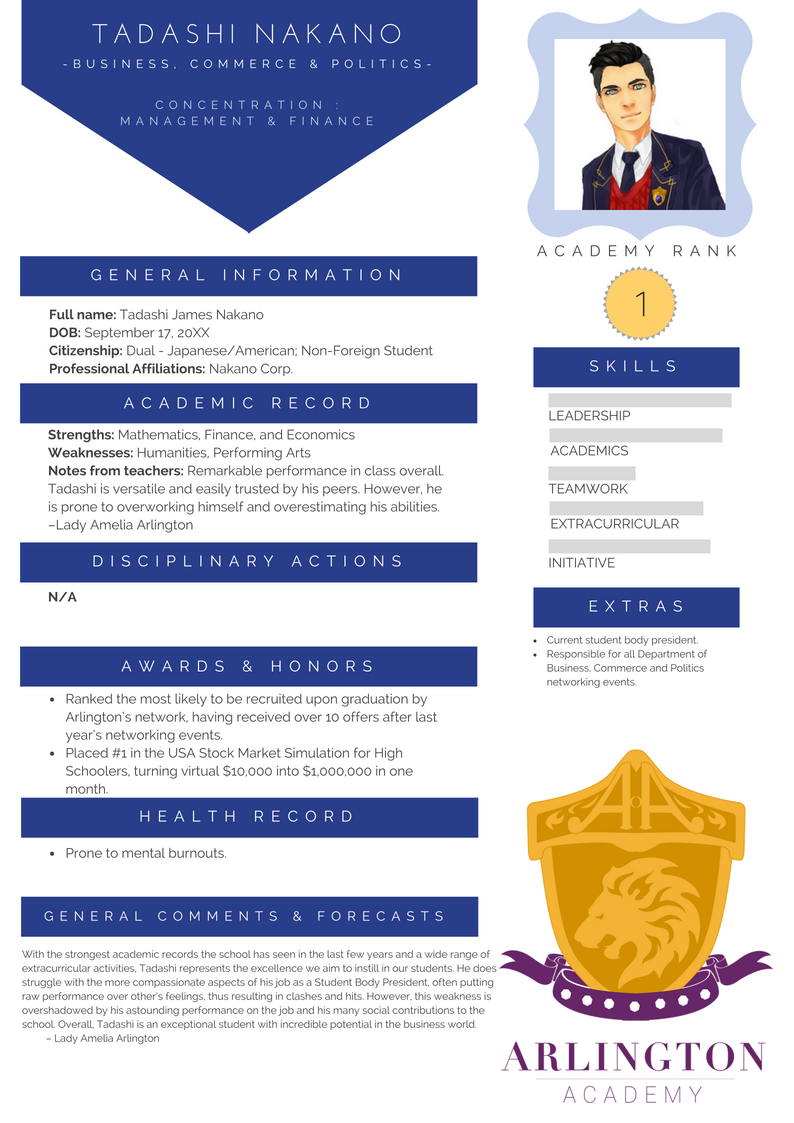 TADASHI NAKANO
-BUSINESS, COMMERCE & POLITICS-
CONCENTRATION :
MANAGEMENT & FINANCE
GENERAL INFORMATION
Full name: Tadashi James Nakano
DOB: September 17, 20XX
Citizenship: Dual - Japanese/American; Non-Foreign Student
Professional Affiliations: Nakano Corp.
ACADEMIC RECORD
Strengths: Mathematics, Finance, and Economics
Weaknesses: Humanities, Performing Arts
Notes from teachers: Remarkable performance in class overall.
Tadashi is versatile and easily trusted by his peers. However, he
is prone to overworking himself and overestimating his abilities.
–Lady Amelia Arlington
DISCIPLINARY ACTIONS
N/A
AWARDS & HONORS
• Ranked the most likely to be recruited upon graduation by
Arlington's network, having received over 10 offers after last
year's networking events.
• Placed #1 in the USA Stock Market Simulation for High
Schoolers, turning virtual $10,000 into $1,000,000 in one
month.
HEALTH RECORD
• Prone to mental burnouts.
GENERAL COMMENTS & FORECASTS
With the strongest academic records the school has seen in the last few years and a wide range of
extracurricular activities, Tadashi represents the excellence we aim to instill in our students. He does
struggle with the more compassionate aspects of his job as a Student Body President, often putting
raw performance over other's feelings, thus resulting in clashes and hits. However, this weakness is
overshadowed by his astounding performance on the job and his many social contributions to the
school. Overall, Tadashi is an exceptional student with incredible potential in the business world.
– Lady Amelia Arlington
ACADEMY RANK
1
SKILLS
LEADERSHIP
ACADEMICS
TEAMWORK
EXTRACURRICULAR
INITIATIVE
EXTRAS
• Current student body president.
• Responsible for all Department of
Business, Commerce and Politics
networking events.
AoA
ARLINGTON
ACADEMY